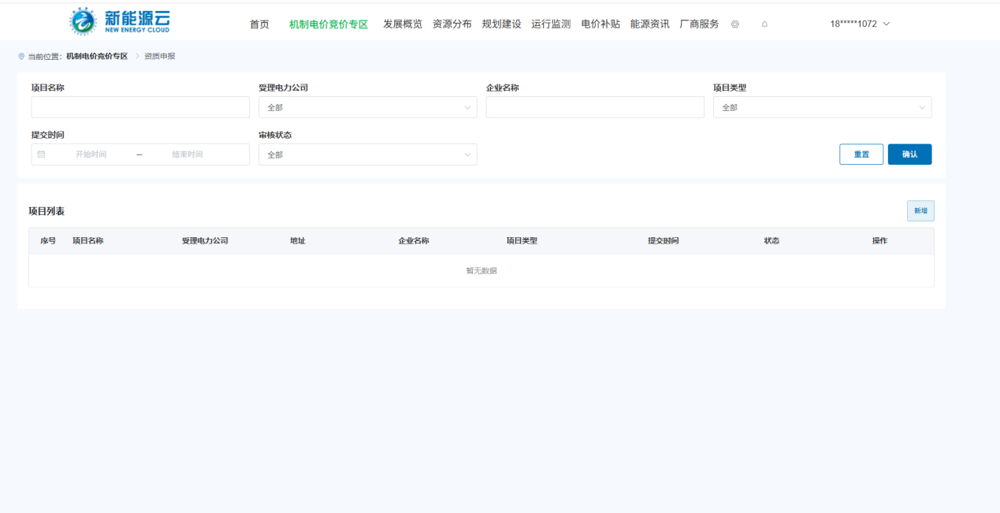 新能源云
NEW ENERGY CLOUD
首页 机制电价竞价专区 发展概览 资源分布 规划建设 运行监测 电价补贴 能源资讯 厂商服务 18*****1072
当前位置: 机制电价竞价专区 > 资质申报
项目名称 受理电力公司 企业名称 项目类型
全部 全部
提交时间 审核状态
开始时间 — 结束时间 全部 重置 确认
项目列表 新增
序号 项目名称 受理电力公司 地址 企业名称 项目类型 提交时间 状态 操作
暂无数据